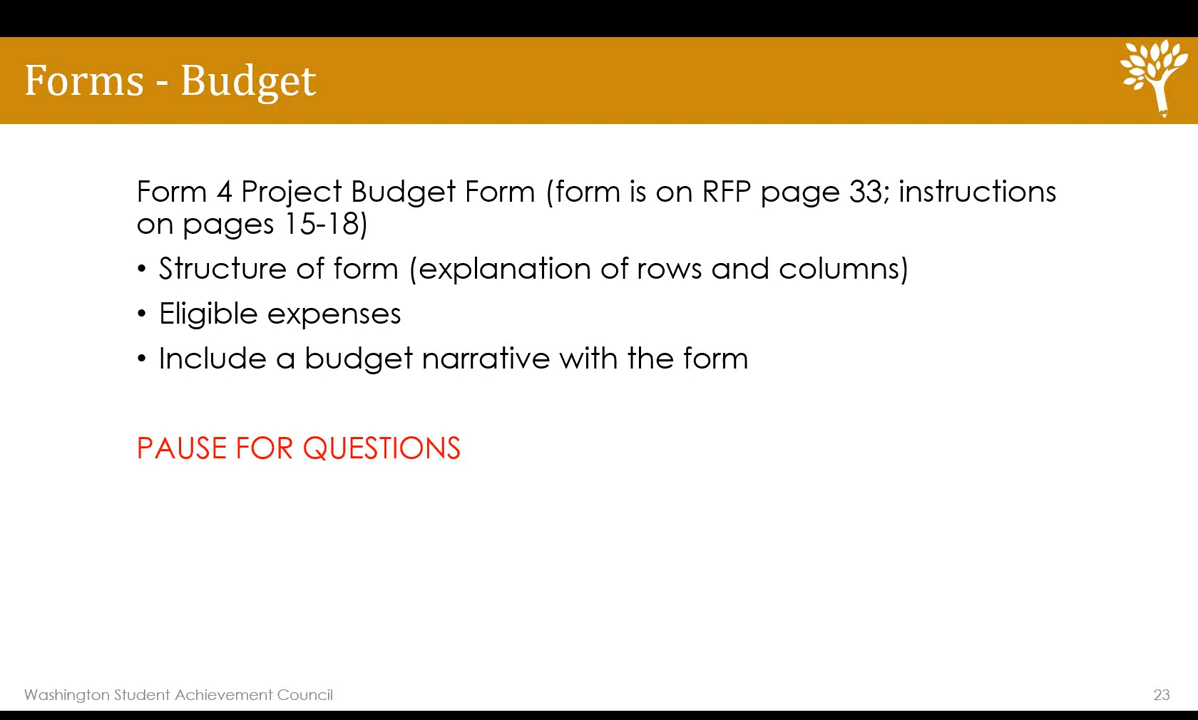 Forms - Budget
Form 4 Project Budget Form (form is on RFP page 33; instructions
on pages 15-18)
• Structure of form (explanation of rows and columns)
• Eligible expenses
• Include a budget narrative with the form
PAUSE FOR QUESTIONS
Washington Student Achievement Council
23